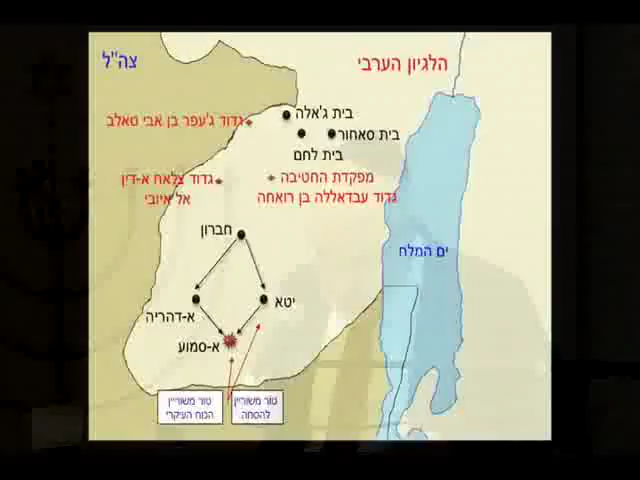 צה"ל
הלגיון הערבי
בית ג'אלה
גדוד ג'עפר בן אבי טאלב
בית סאחור
בית לחם
מפקדת החטיבה
גדוד עבדאללה בן רואחה
גדוד צלאח א-דין
אל איובי
חברון
ים המלח
יטא
א-דהריה
א-סמוע
טור משוריין
להסחה
טור משוריין
הכוח העיקרי